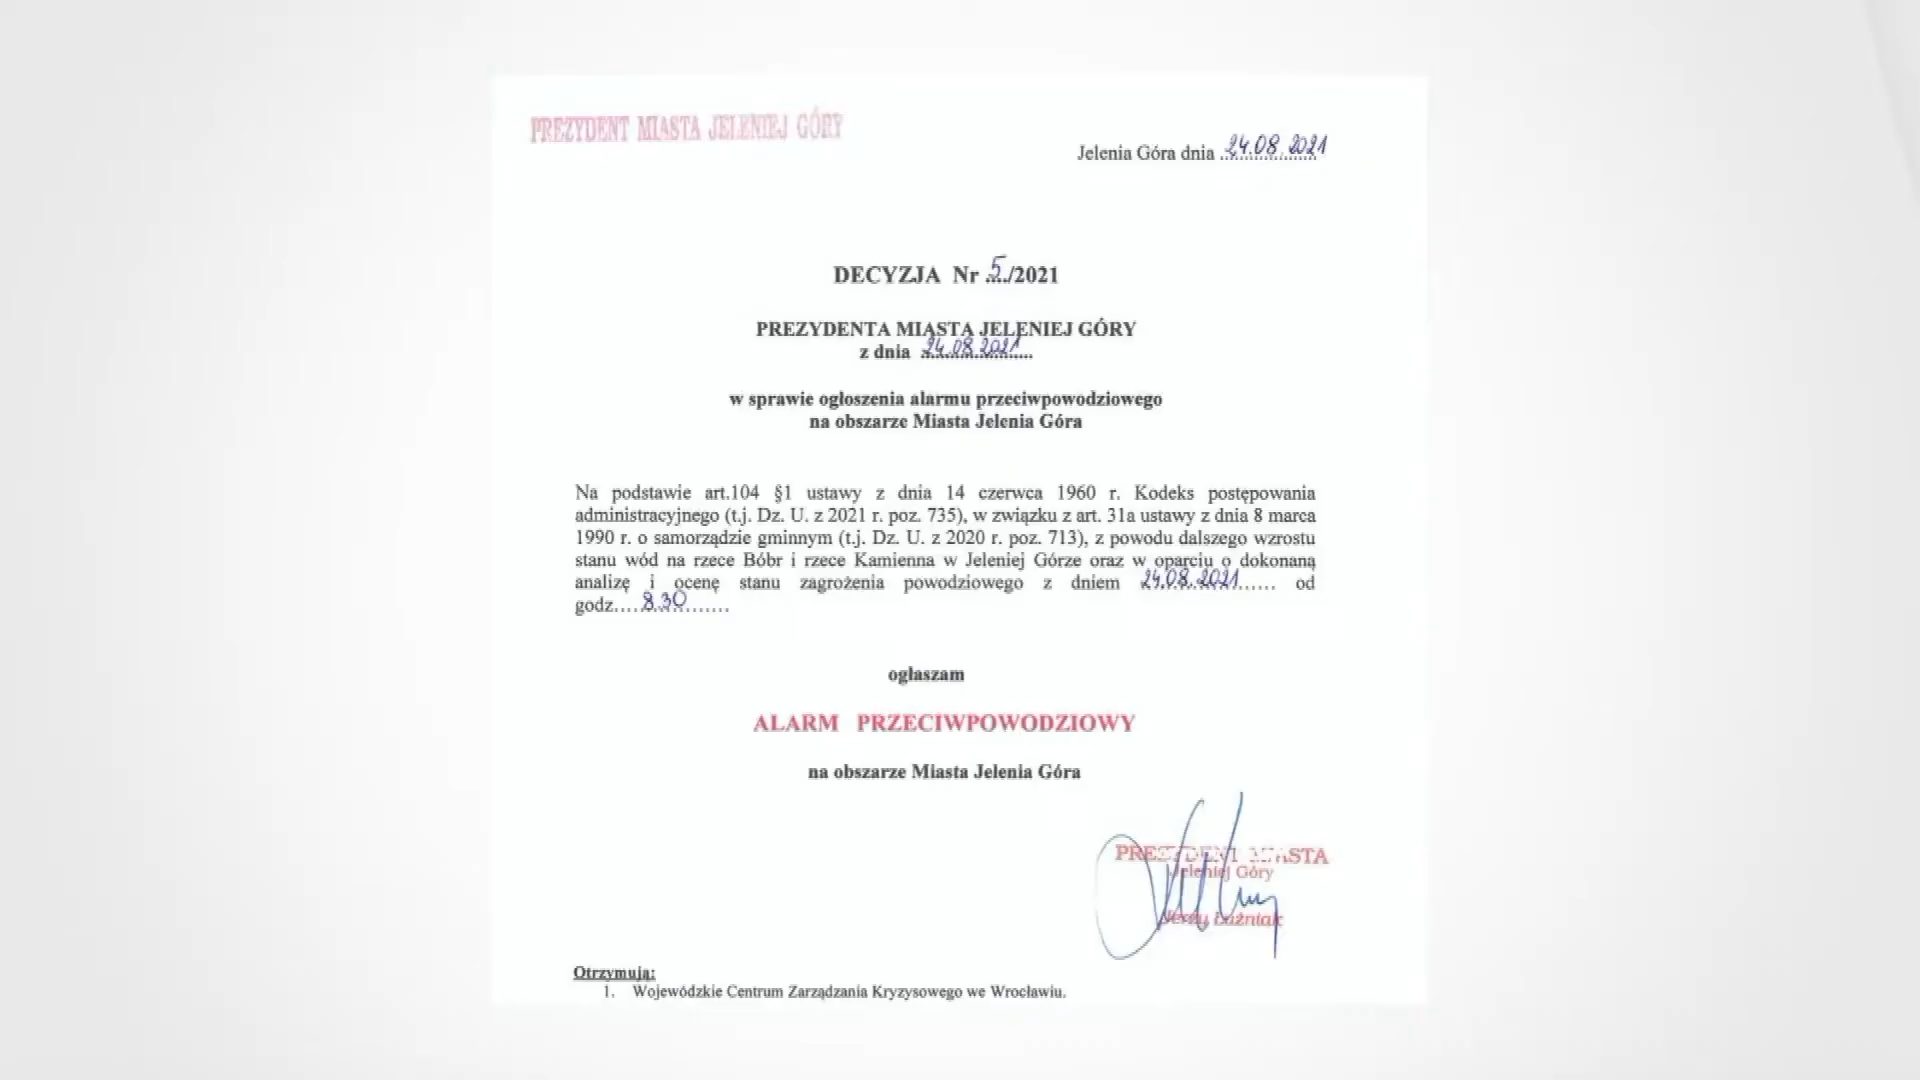 PREZYDENT MIASTA JELENIEJ GÓRY
Jelenia Góra dnia 24.08.2021
DECYZJA Nr 5/2021
PREZYDENTA MIASTA JELENIEJ GÓRY
z dnia 24.08.2021
w sprawie ogłoszenia alarmu przeciwpowodziowego
na obszarze Miasta Jelenia Góra
Na podstawie art.104 §1 ustawy z dnia 14 czerwca 1960 r. Kodeks postępowania
administracyjnego (t.j. Dz. U. z 2021 r. poz. 735), w związku z art. 31a ustawy z dnia 8 marca
1990 r. o samorządzie gminnym (t.j. Dz. U. z 2020 r. poz. 713), z powodu dalszego wzrostu
stanu wód na rzece Bóbr i rzece Kamienna w Jeleniej Górze oraz w oparciu o dokonaną
analizę i ocenę stanu zagrożenia powodziowego z dniem 24.08.2021...... od
godz....8.30.......
ogłaszam
ALARM PRZECIWPOWODZIOWY
na obszarze Miasta Jelenia Góra
PREZYDENT MIASTA
Jeleniej Góry
Jerzy Łużniak
Otrzymują:
1. Wojewódzkie Centrum Zarządzania Kryzysowego we Wrocławiu.